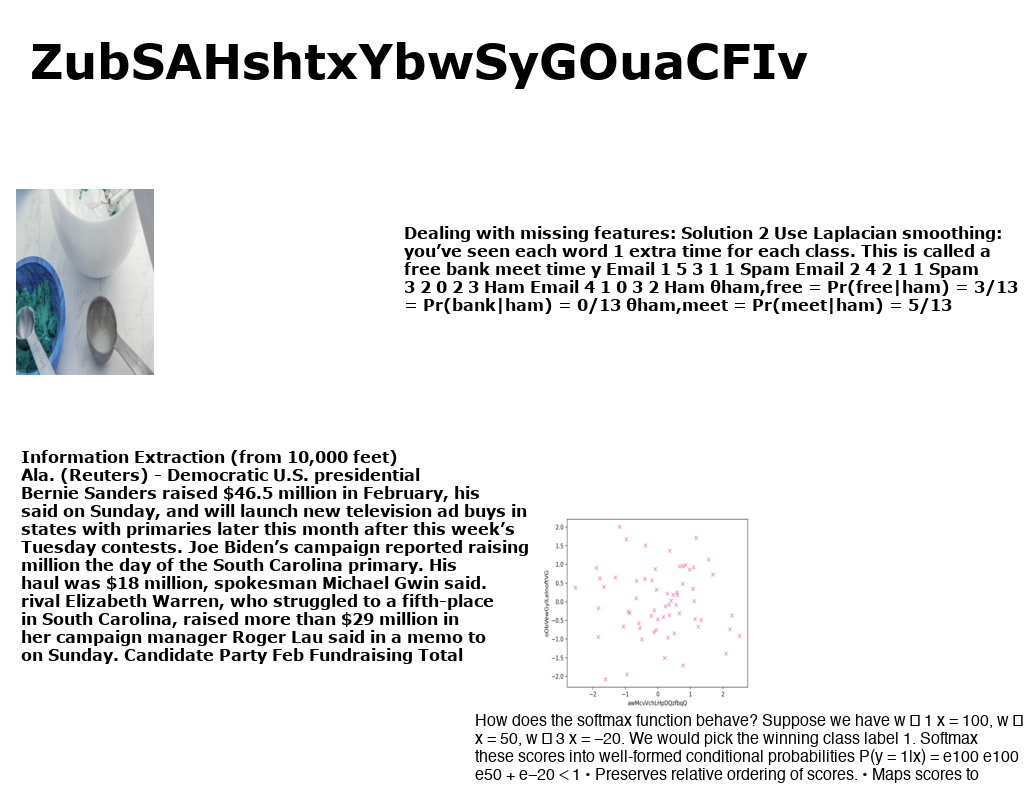 ZubSAHshtxYbwSyGOuaCFIv
Dealing with missing features: Solution 2 Use Laplacian smoothing:
you’ve seen each word 1 extra time for each class. This is called a
free bank meet time y Email 1 5 3 1 1 Spam Email 2 4 2 1 1 Spam
3 2 0 2 3 Ham Email 4 1 0 3 2 Ham θham,free = Pr(free|ham) = 3/13
= Pr(bank|ham) = 0/13 θham,meet = Pr(meet|ham) = 5/13
Information Extraction (from 10,000 feet)
Ala. (Reuters) - Democratic U.S. presidential
Bernie Sanders raised $46.5 million in February, his
said on Sunday, and will launch new television ad buys in
states with primaries later this month after this week’s
Tuesday contests. Joe Biden’s campaign reported raising
million the day of the South Carolina primary. His
haul was $18 million, spokesman Michael Gwin said.
rival Elizabeth Warren, who struggled to a fifth-place
in South Carolina, raised more than $29 million in
her campaign manager Roger Lau said in a memo to
on Sunday. Candidate Party Feb Fundraising Total
2.0
1.5
1.0
0.5
0.0
−0.5
−1.0
−1.5
−2.0
−2 −1 0 1 2
awMcvVchLHpDQzfbqQ
How does the softmax function behave? Suppose we have w □ 1 x = 100, w □
x = 50, w □ 3 x = −20. We would pick the winning class label 1. Softmax
these scores into well-formed conditional probabilities P(y = 1|x) = e100 e100
e50 + e−20 < 1 • Preserves relative ordering of scores. • Maps scores to